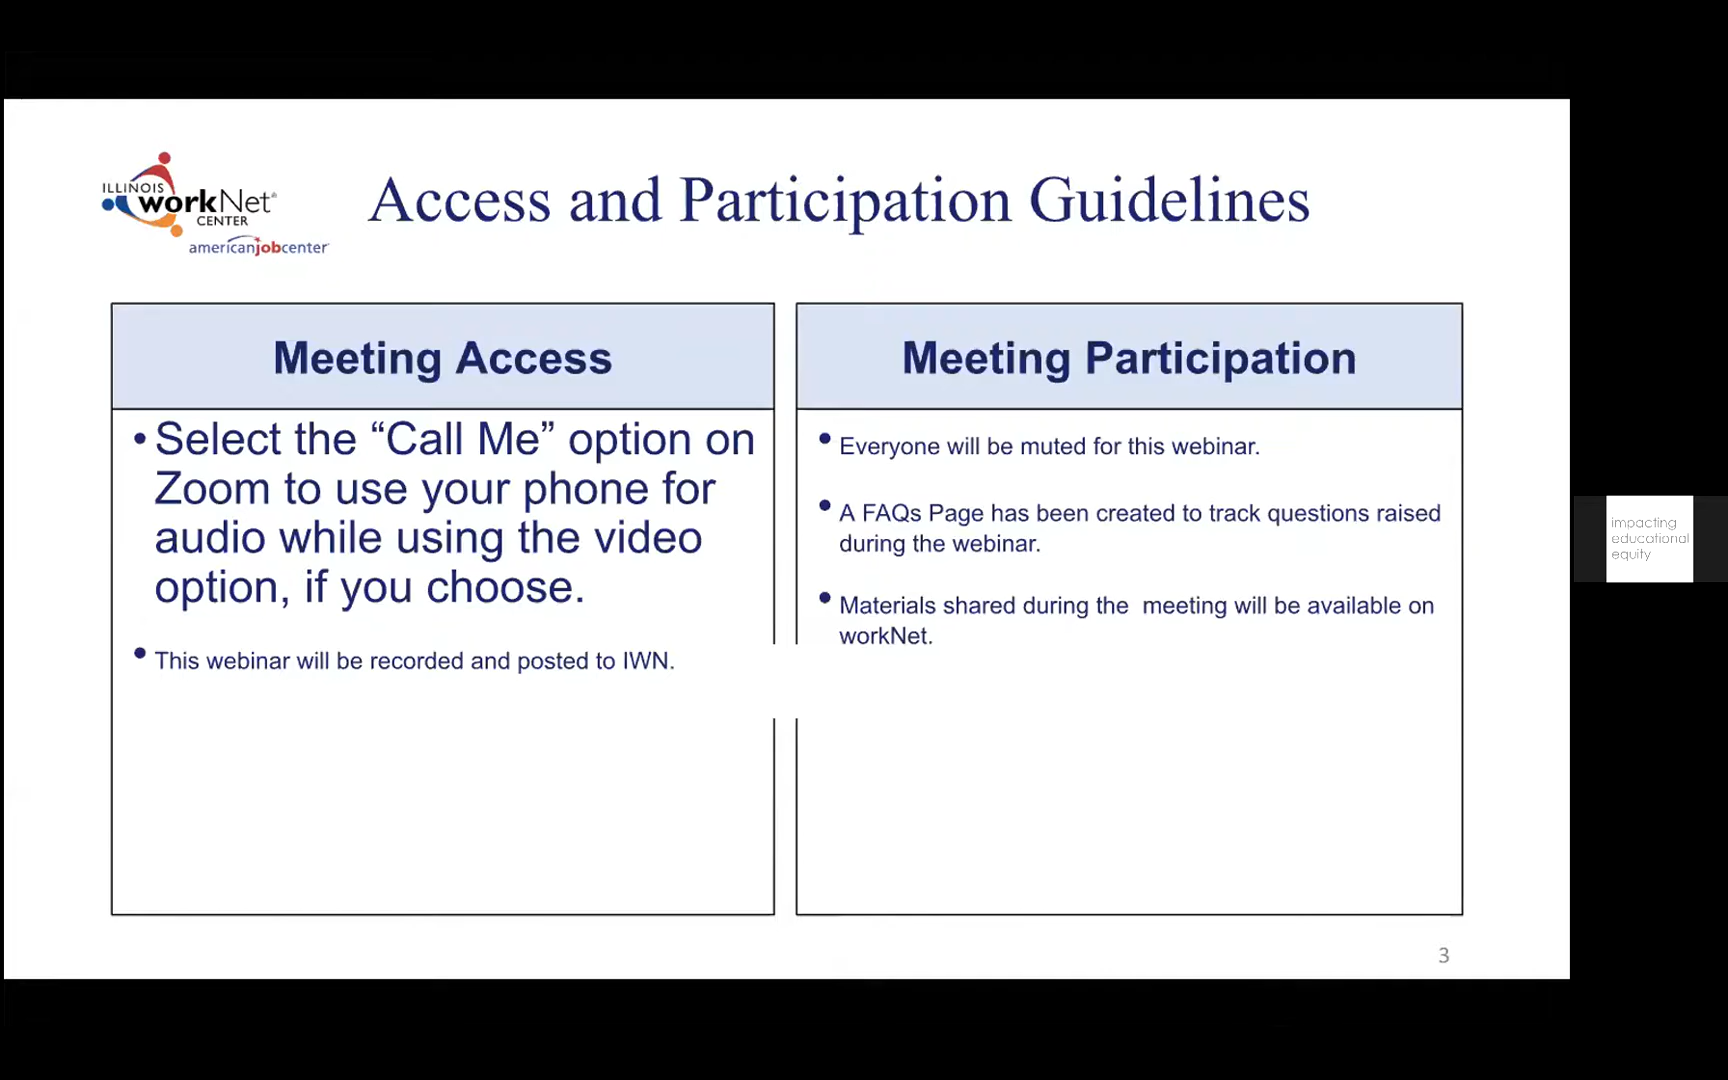 ILLINOIS
workNet®
CENTER
americanjobcenter
Access and Participation Guidelines
Meeting Access
• Select the “Call Me” option on
Zoom to use your phone for
audio while using the video
option, if you choose.
• This webinar will be recorded and posted to IWN.
Meeting Participation
• Everyone will be muted for this webinar.
• A FAQs Page has been created to track questions raised
during the webinar.
• Materials shared during the  meeting will be available on
workNet.
3
impacting
educational
equity